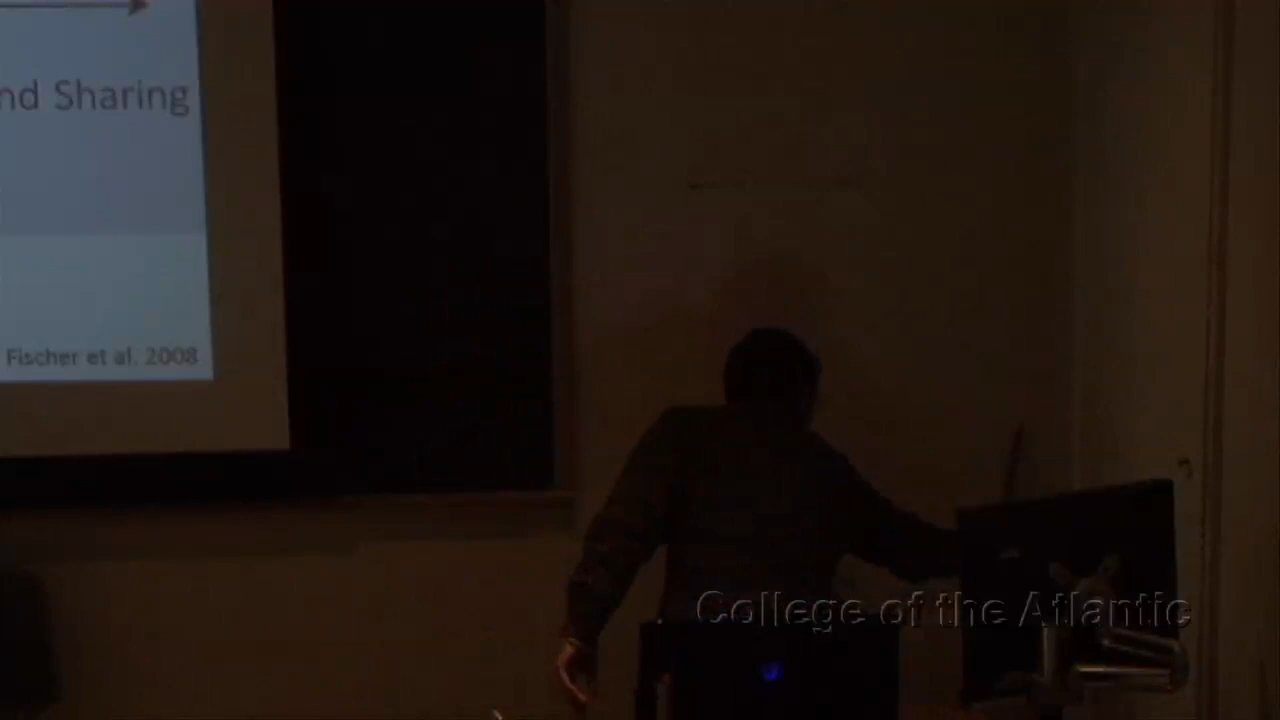 nd Sharing
Fischer et al. 2008
College of the Atlantic